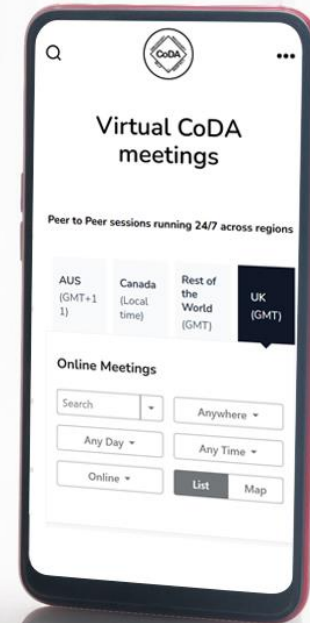 CoDA
Virtual CoDA
meetings
Peer to Peer sessions running 24/7 across regions
AUS
(GMT+1
1)
Canada
(Local
time)
Rest of
the
World
(GMT)
UK
(GMT)
Online Meetings
Search
Anywhere
Any Day
Any Time
Online
List
Map